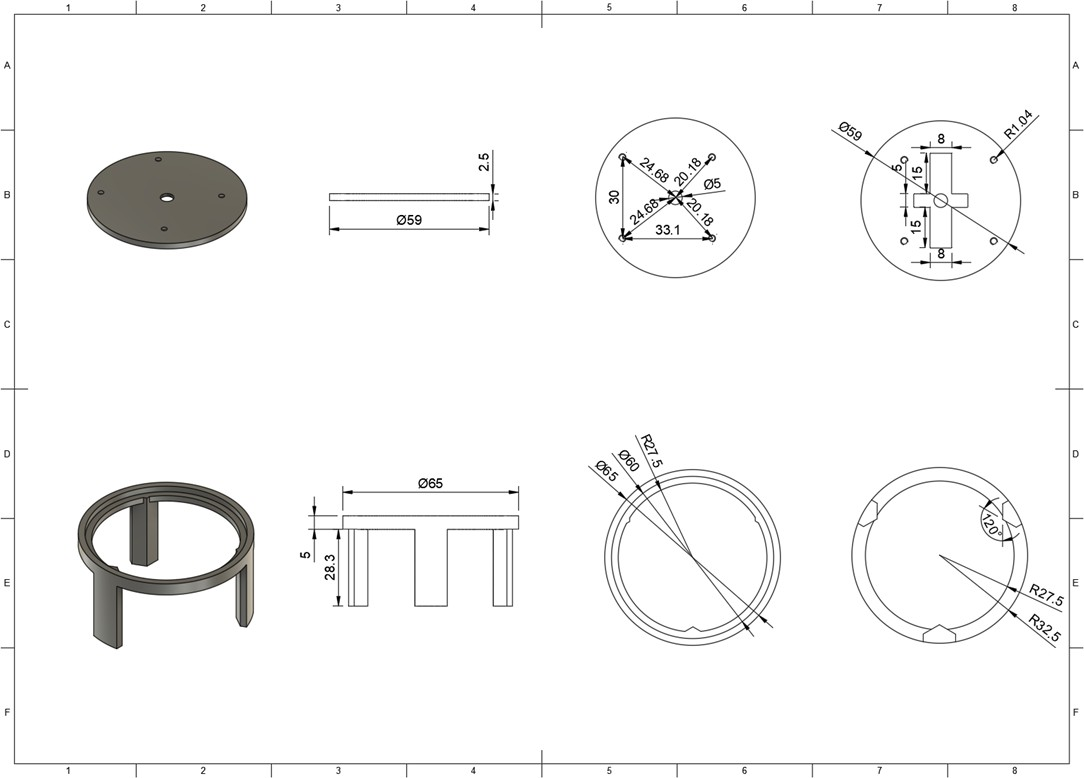 1 2 3 4 5 6 7 8
A A
B B
C C
D D
E E
F F
2.5
Ø59
24.68
20.18
Ø5
30
24.68
20.18
33.1
Ø59
8
R1.04
5
15
15
8
Ø65
5
28.3
R27.5
Ø60
Ø65
120°
R27.5
R32.5
1 2 3 4 5 6 7 8